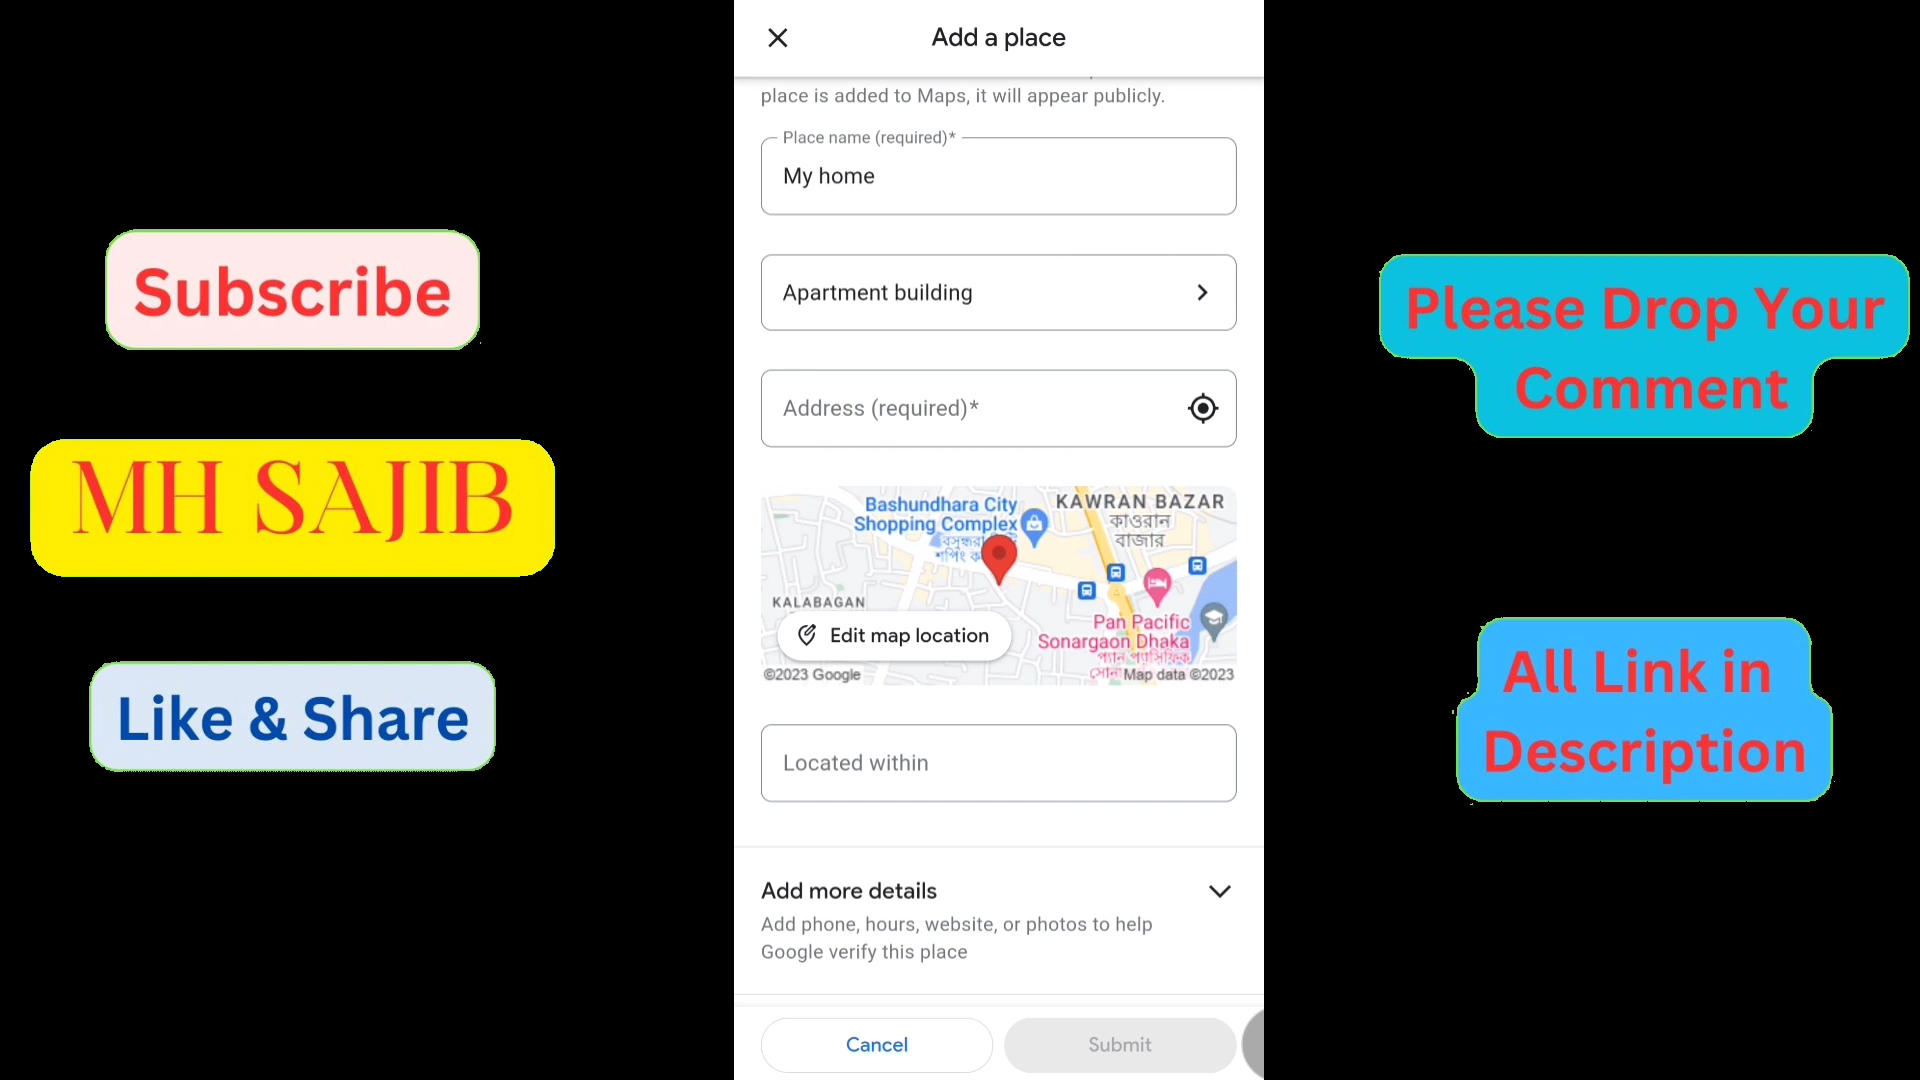 Add a place
place is added to Maps, it will appear publicly.
Place name (required)*
My home
Apartment building
Address (required)*
Bashundhara City
Shopping Complex
KAWRAN BAZAR
কাওরান
বাজার
KALABAGAN
Edit map location
Pan Pacific
Sonargaon Dhaka
©2023 Google
Map data ©2023
Located within
Add more details
Add phone, hours, website, or photos to help
Google verify this place
Cancel
Submit
Subscribe
MH SAJIB
Like & Share
Please Drop Your
Comment
All Link in
Description